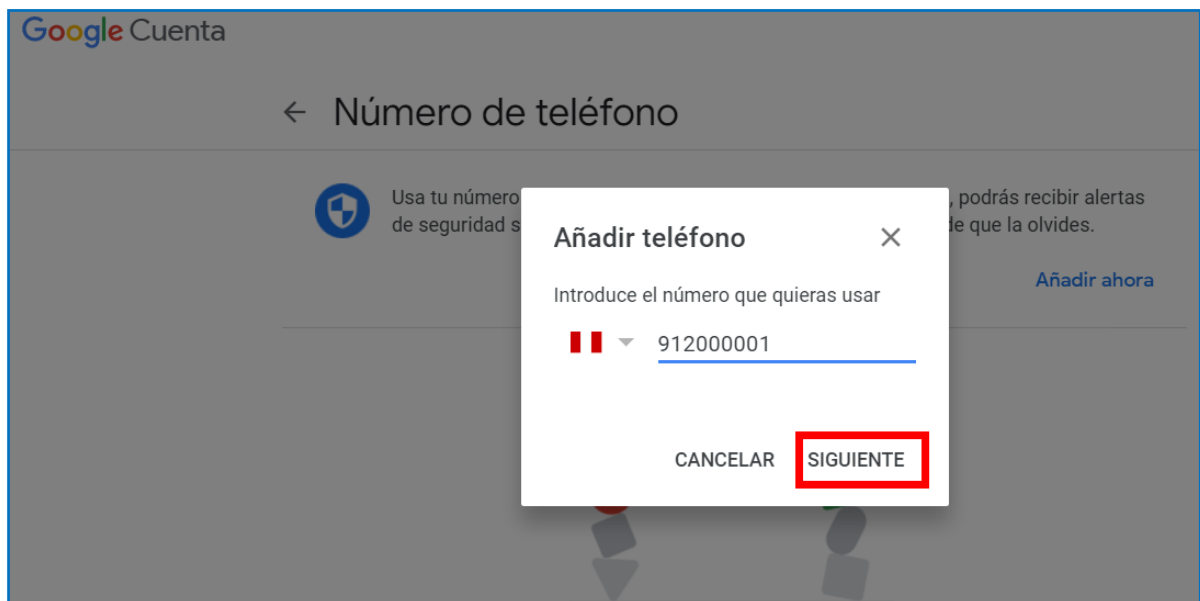 Google Cuenta
← Número de teléfono
Usa tu número , podrás recibir alertas
de seguridad s de que la olvides.
Añadir ahora
Añadir teléfono
Introduce el número que quieras usar
912000001
CANCELAR SIGUIENTE